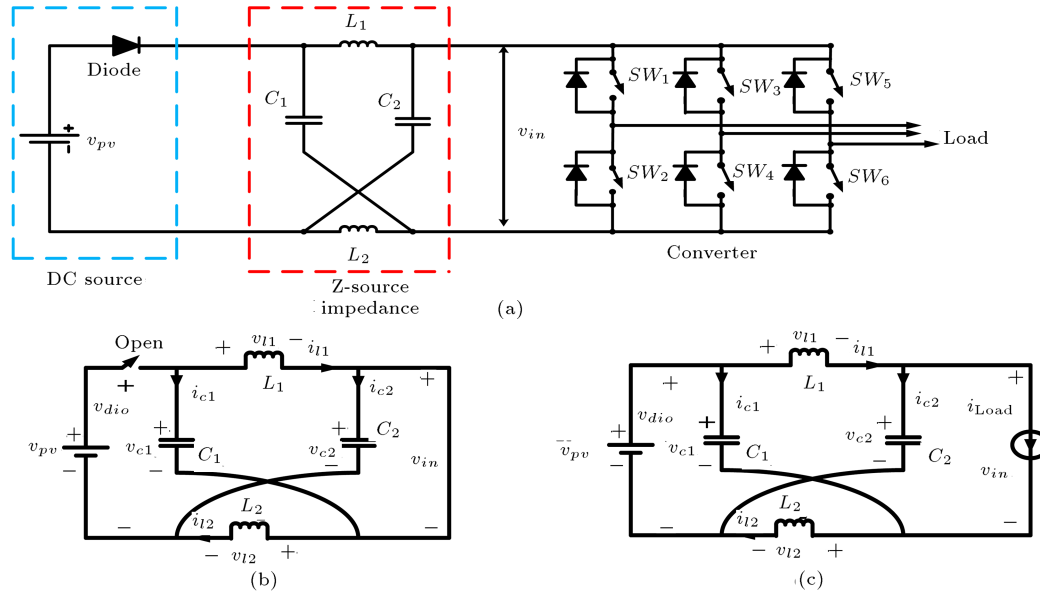 L1
Diode
SW1
SW3
SW5
C1
C2
vpv
vin
Load
SW2
SW4
SW6
L2
Converter
DC source
Z-source
impedance
(a)
Open
+ vl1 − il1
L1
+
vdio
ic1
ic2
+
vpv
+
−
+
vc1
−
C1
+
vc2
−
C2
vin
L2
il2
−
−
− vl2 +
(b)
+ vl1 − il1
L1
+
vdio
ic1
ic2
+
iLoad
vpv
+
−
+
vc1
−
C1
+
vc2
−
C2
vin
L2
il2
−
−
− vl2 +
(c)